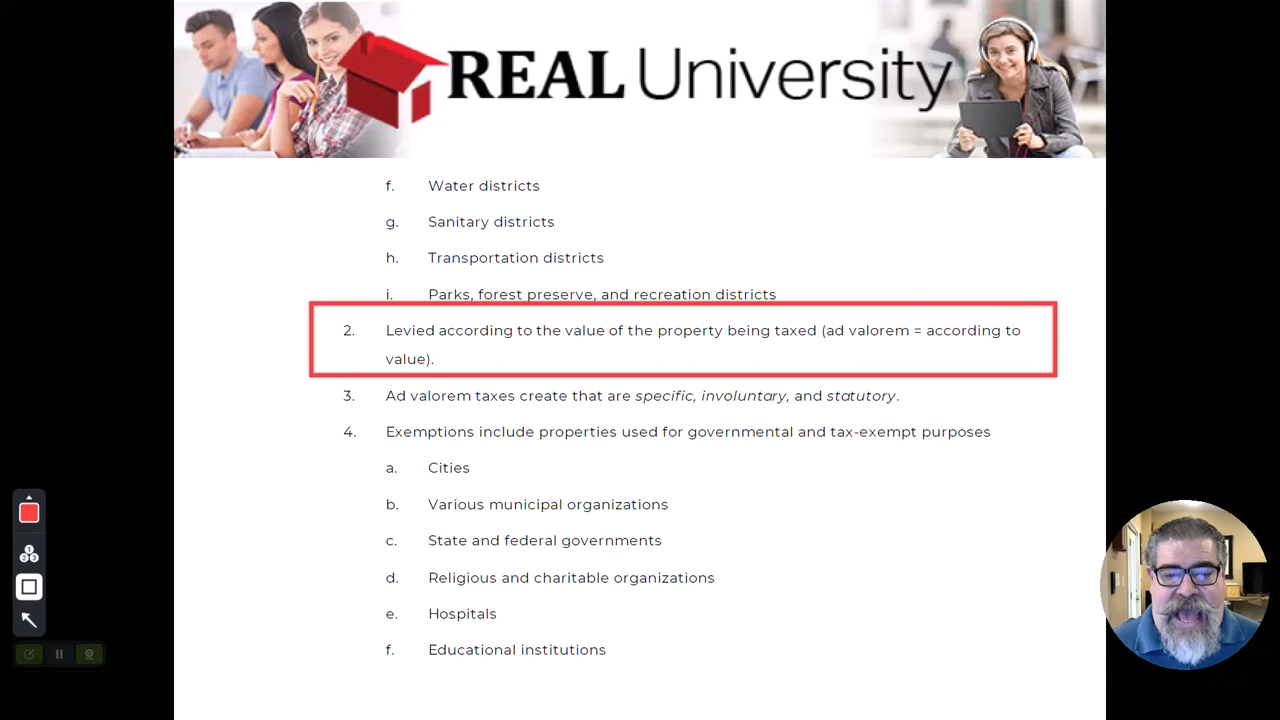 REAL University
f. Water districts
g. Sanitary districts
h. Transportation districts
i. Parks, forest preserve, and recreation districts
2. Levied according to the value of the property being taxed (ad valorem = according to
value).
3. Ad valorem taxes create that are specific, involuntary, and statutory.
4. Exemptions include properties used for governmental and tax-exempt purposes
a. Cities
b. Various municipal organizations
c. State and federal governments
d. Religious and charitable organizations
e. Hospitals
f. Educational institutions